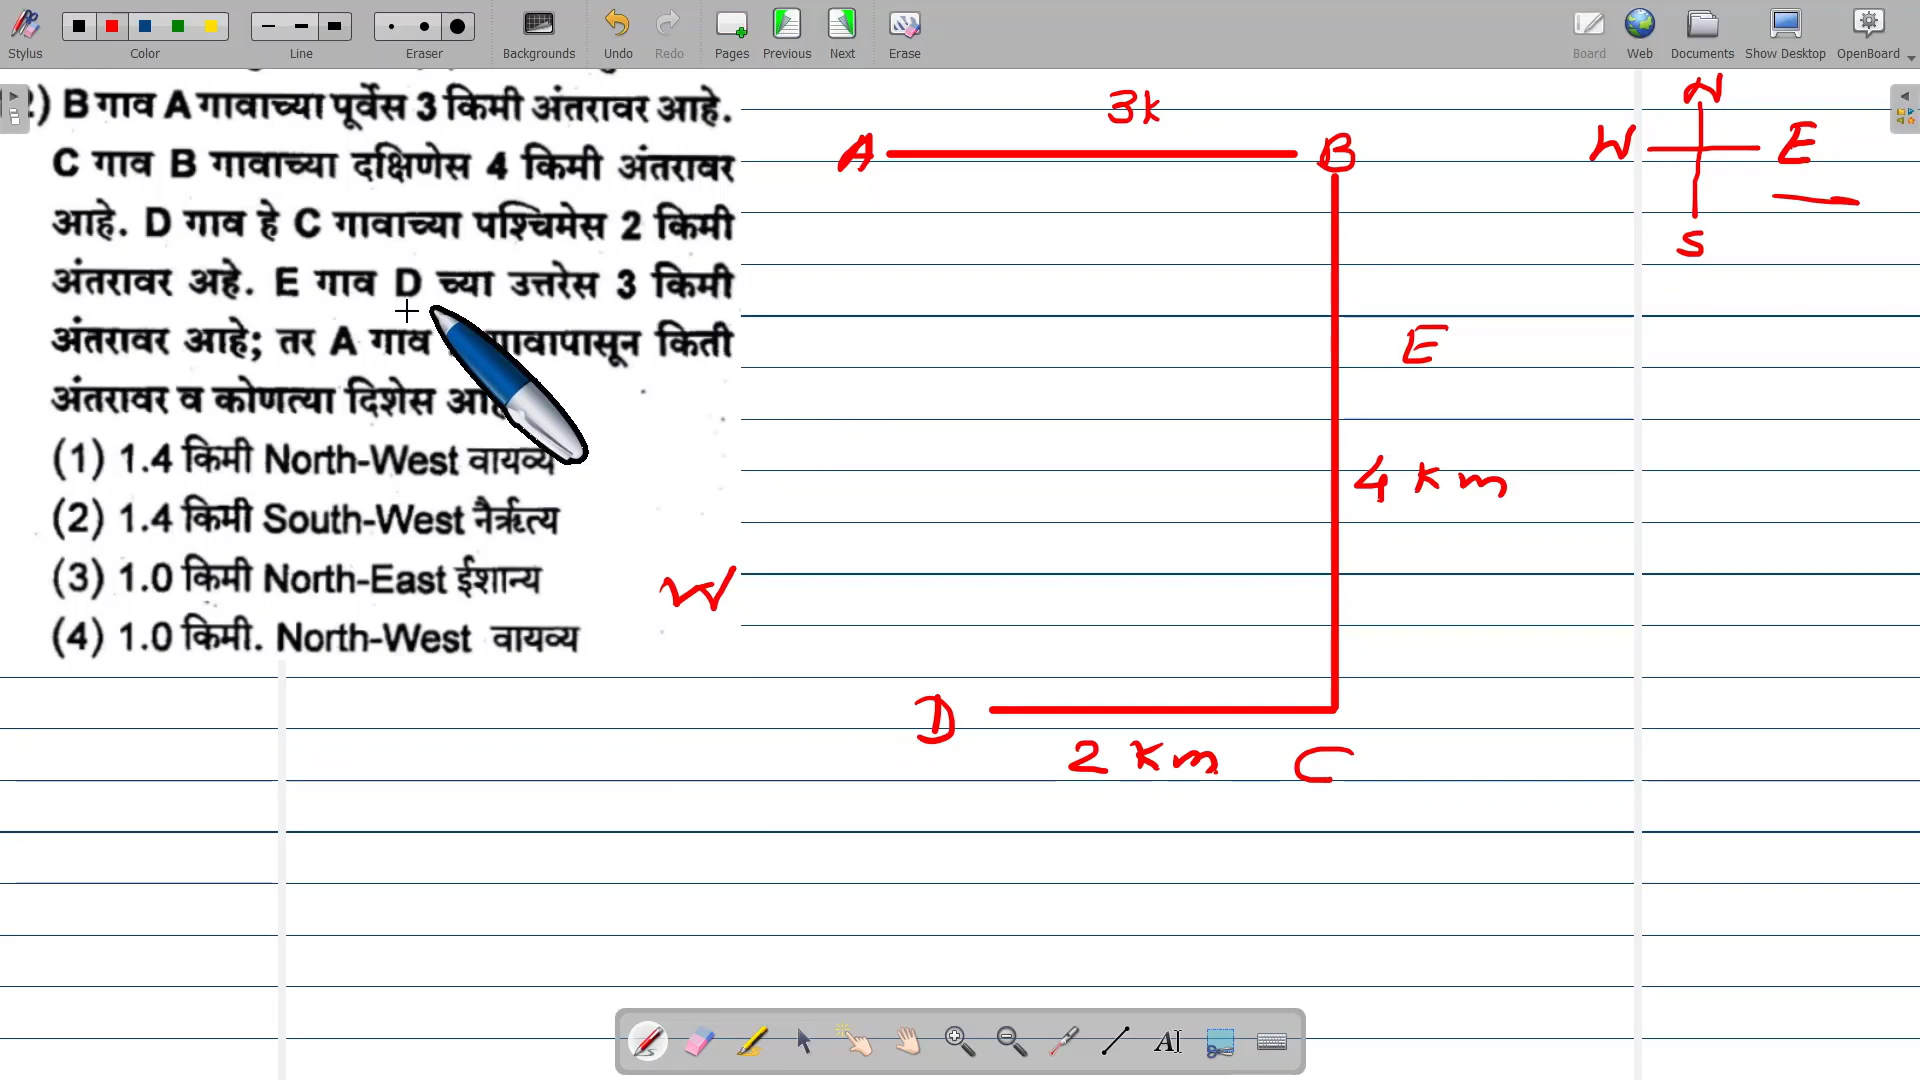 Stylus
Color
Line
Eraser
Backgrounds
Undo
Redo
Pages
Previous
Next
Erase
Board
Web
Documents
Show Desktop
OpenBoard
2) B गाव A गावाच्या पूर्वेस 3 किमी अंतरावर आहे.
C गाव B गावाच्या दक्षिणेस 4 किमी अंतरावर
आहे. D गाव हे C गावाच्या पश्चिमेस 2 किमी
अंतरावर अहे. E गाव D च्या उत्तरेस 3 किमी
अंतरावर आहे; तर A गाव गावापासून किती
अंतरावर व कोणत्या दिशेस
(1) 1.4 किमी North-West वायव्य
(2) 1.4 किमी South-West नैर्ऋत्य
(3) 1.0 किमी North-East ईशान्य
(4) 1.0 किमी. North-West वायव्य
3k
A
B
E
4 km
W
D
2 km
C
N
W
E
S